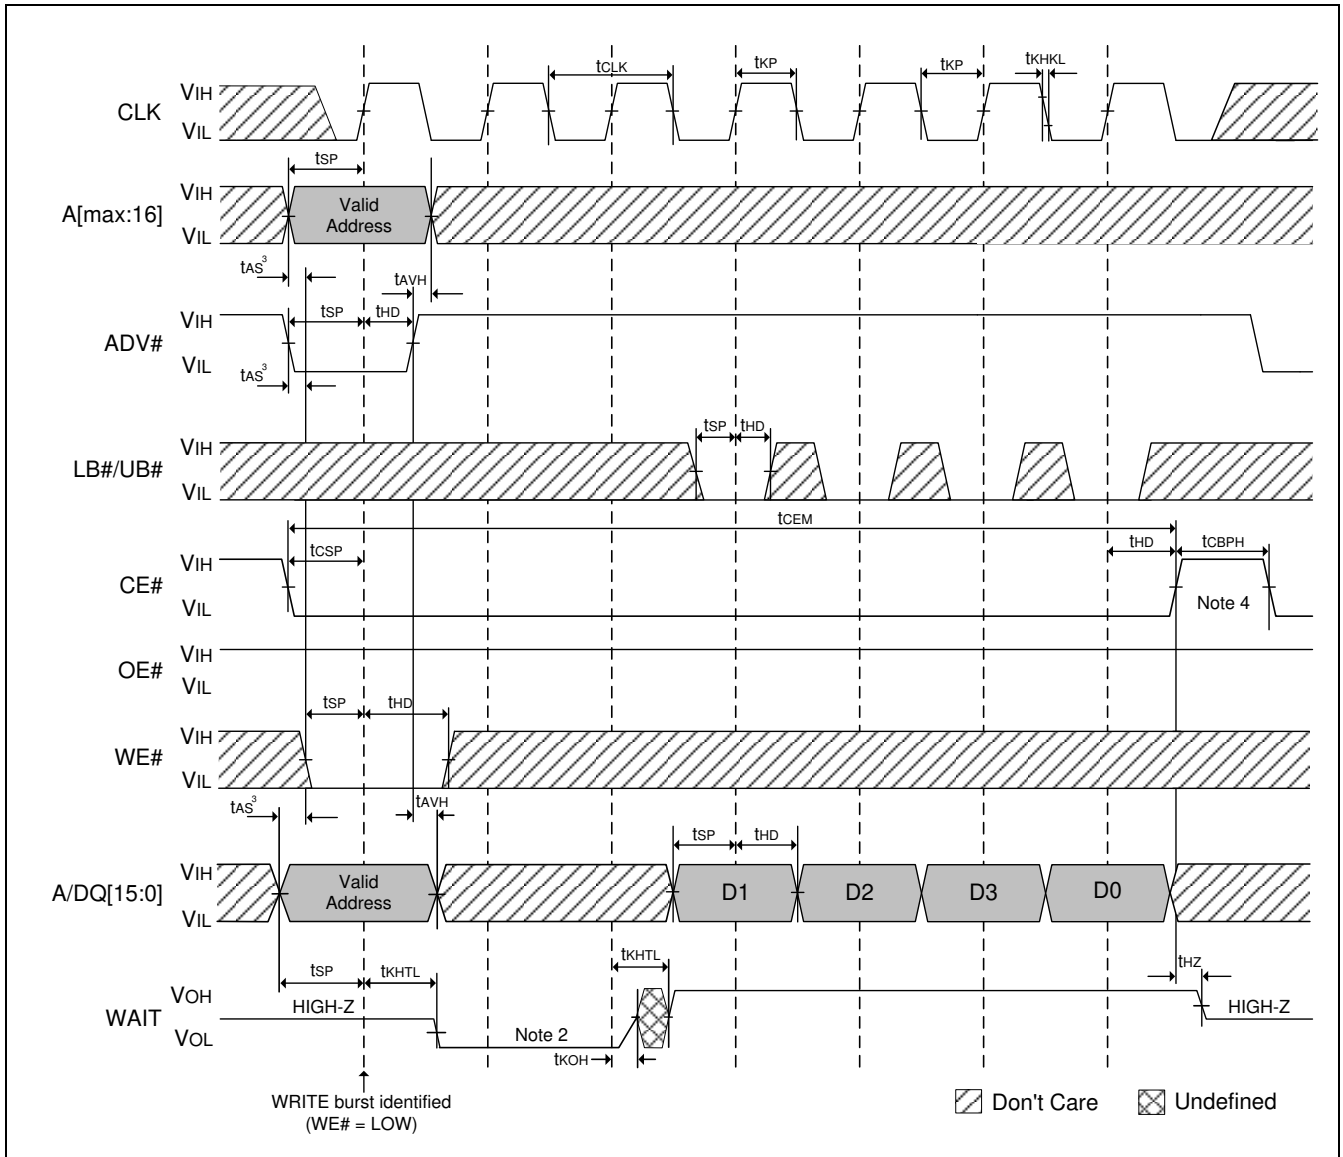 CLK
VIH
VIL
tCLK
tKP
tKP
tKHKL
A[max:16]
VIH
VIL
tSP
Valid
Address
tAS3
tAVH
ADV#
VIH
VIL
tSP
tHD
tAS3
LB#/UB#
VIH
VIL
tSP
tHD
tCEM
CE#
VIH
VIL
tCSP
tHD
tCBPH
Note 4
OE#
VIH
VIL
WE#
VIH
VIL
tSP
tHD
tAS3
tAVH
A/DQ[15:0]
VIH
VIL
Valid
Address
tSP
tHD
D1
D2
D3
D0
WAIT
VOH
VOL
tSP
tKHTL
HIGH-Z
Note 2
tKHTL
tKOH
tHZ
HIGH-Z
WRITE burst identified
(WE# = LOW)
Don't Care
Undefined